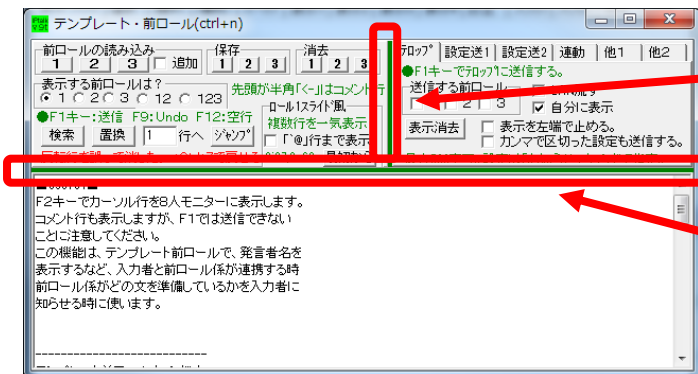 テンプレート・前ロール(ctrl+n)
前ロールの読み込み
1 2 3 追加
保存
1 2 3
消去
1 2 3
表示する前ロールは?
1 2 3 12 123
先頭が半角「<-」はコメント行
●F1キー:送信 F9:Undo F12:空行
検索 置換 1 行へ ジャンプ
ロール1スライド風
複数行を一気表示
「@」行まで表示
テロップ 設定送1 設定送2 連動 他1 他2
●F1キーでテロップに送信する。
送信する前ロール
1 2 3
自分に表示
表示消去
表示を左端で止める。
カンマで区切った設定も送信する。
F2キーでカーソル行を8人モニターに表示します。
コメント行も表示しますが、F1では送信できない
ことに注意してください。
この機能は、テンプレート前ロールで、発言者名を
表示するなど、入力者と前ロール係が連携する時
前ロール係がどの文を準備しているかを入力者に
知らせる時に使います。
---------------------------